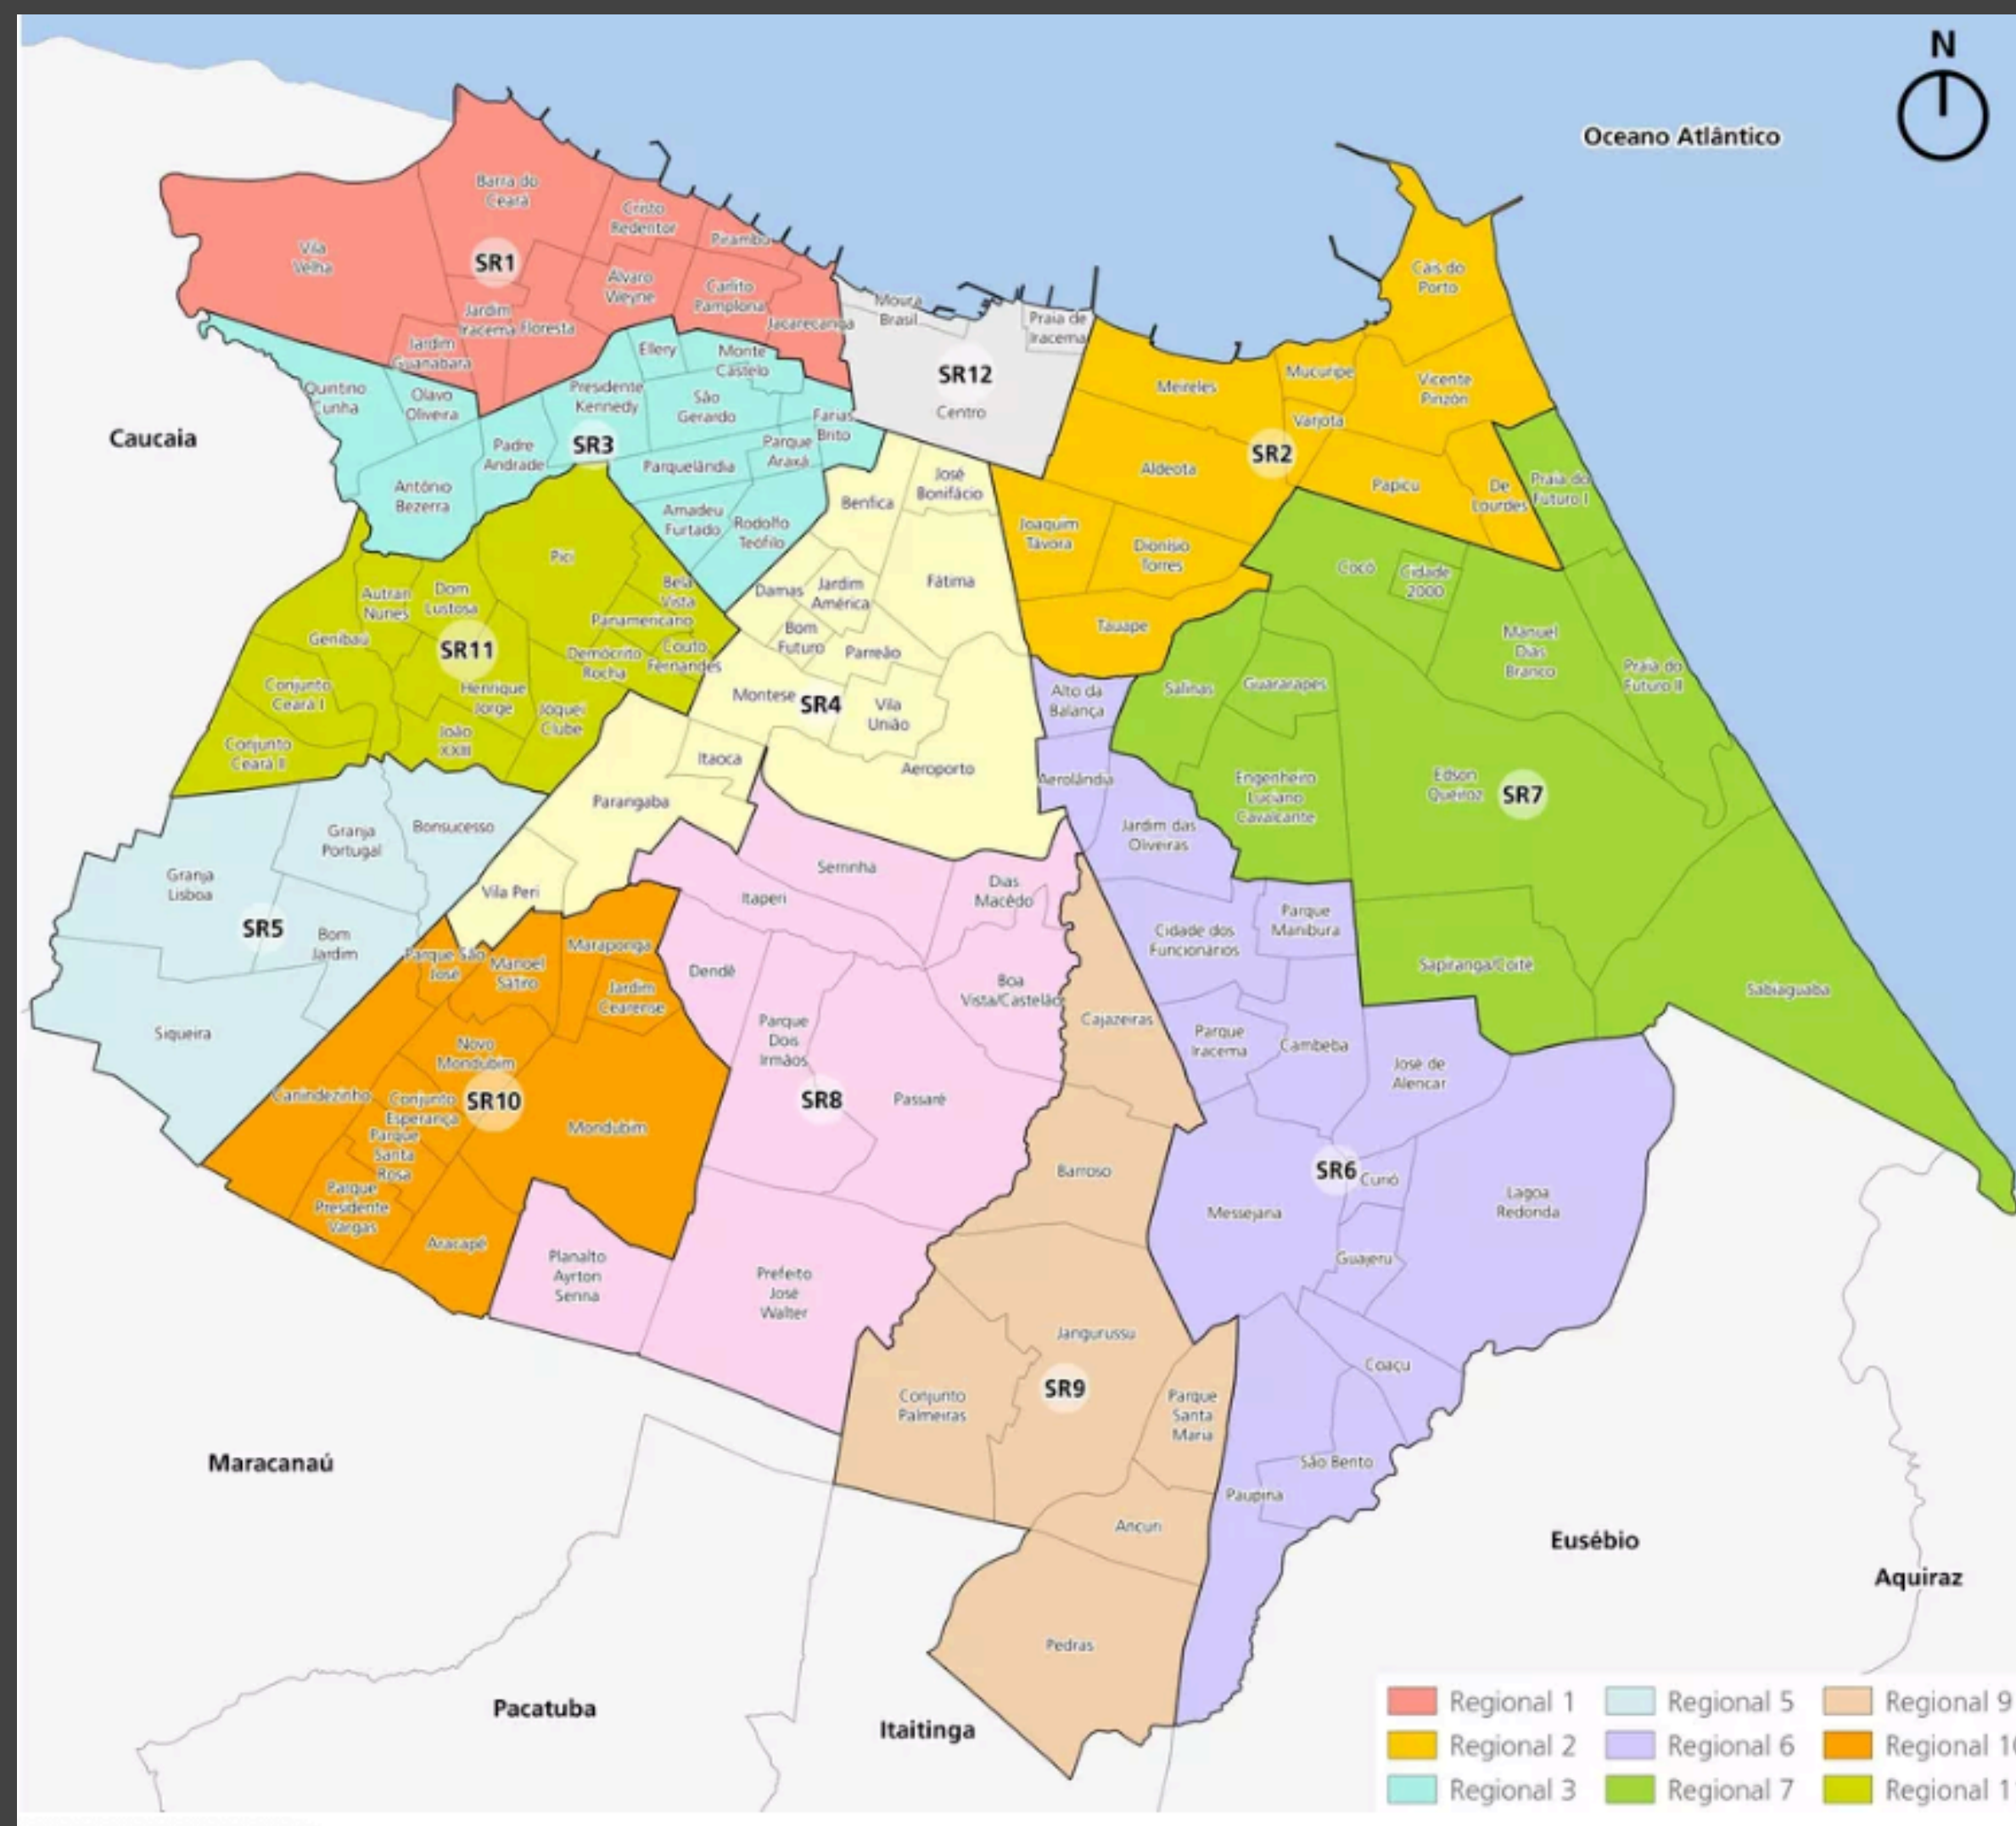 N
Oceano Atlântico
Barra do
Ceará
Cristo
Redentor
Pirambu
Vila
Velha
SR1
Álvaro
Weyne
Carlito
Pamplona
Jacarecanga
Jardim
Iracema
Floresta
Jardim
Guanabara
Moura
Brasil
Praia de
Iracema
SR12
Centro
Cais do
Porto
Meireles
Mucuripe
Vicente
Pinzón
Varjota
SR2
Aldeota
Papicu
De
Lourdes
Praia do
Futuro I
Joaquim
Távora
Dionísio
Torres
Tauape
Caucaia
Quintino
Cunha
Olavo
Oliveira
Ellery
Monte
Castelo
Presidente
Kennedy
São
Gerardo
Farias
Brito
Padre
Andrade
SR3
Parquelândia
Parque
Araxá
Antônio
Bezerra
Amadeu
Furtado
Rodolfo
Teófilo
José
Bonifácio
Benfica
Damas
Jardim
América
Fátima
Bom
Futuro
Parreão
Montese
SR4
Vila
União
Aeroporto
Itaoca
Parangaba
Vila Peri
Pici
Autran
Nunes
Dom
Lustosa
Bela
Vista
Panamericano
Genibaú
SR11
Demócrito
Rocha
Couto
Fernandes
Conjunto
Ceará I
Henrique
Jorge
Jóquei
Clube
João
XXIII
Conjunto
Ceará II
Cocó
Cidade
2000
Manuel
Dias
Branco
Praia do
Futuro II
Salinas
Guararapes
Engenheiro
Luciano
Cavalcante
Edson
Queiroz
SR7
Sapiranga/Coité
Sabiaguaba
Alto da
Balança
Aerolândia
Jardim das
Oliveiras
Cidade dos
Funcionários
Parque
Manibura
Parque
Iracema
Cambeba
José de
Alencar
SR6
Curió
Messejana
Lagoa
Redonda
Guajeru
Coaçu
São Bento
Paupina
Granja
Portugal
Bonsucesso
Granja
Lisboa
SR5
Bom
Jardim
Siqueira
Parque São
José
Manoel
Sátiro
Maraponga
Jardim
Cearense
Novo
Mondubim
Canindezinho
Conjunto
Esperança
SR10
Parque
Santa
Rosa
Mondubim
Parque
Presidente
Vargas
Aracapé
Serrinha
Itaperi
Dias
Macêdo
Dendê
Boa
Vista/Castelão
Parque
Dois
Irmãos
SR8
Passaré
Planalto
Ayrton
Senna
Prefeito
José
Walter
Cajazeiras
Barroso
Jangurussu
SR9
Conjunto
Palmeiras
Parque
Santa
Maria
Ancuri
Pedras
Maracanaú
Pacatuba
Itaitinga
Eusébio
Aquiraz
Regional 1
Regional 2
Regional 3
Regional 5
Regional 6
Regional 7
Regional 9
Regional 10
Regional 1